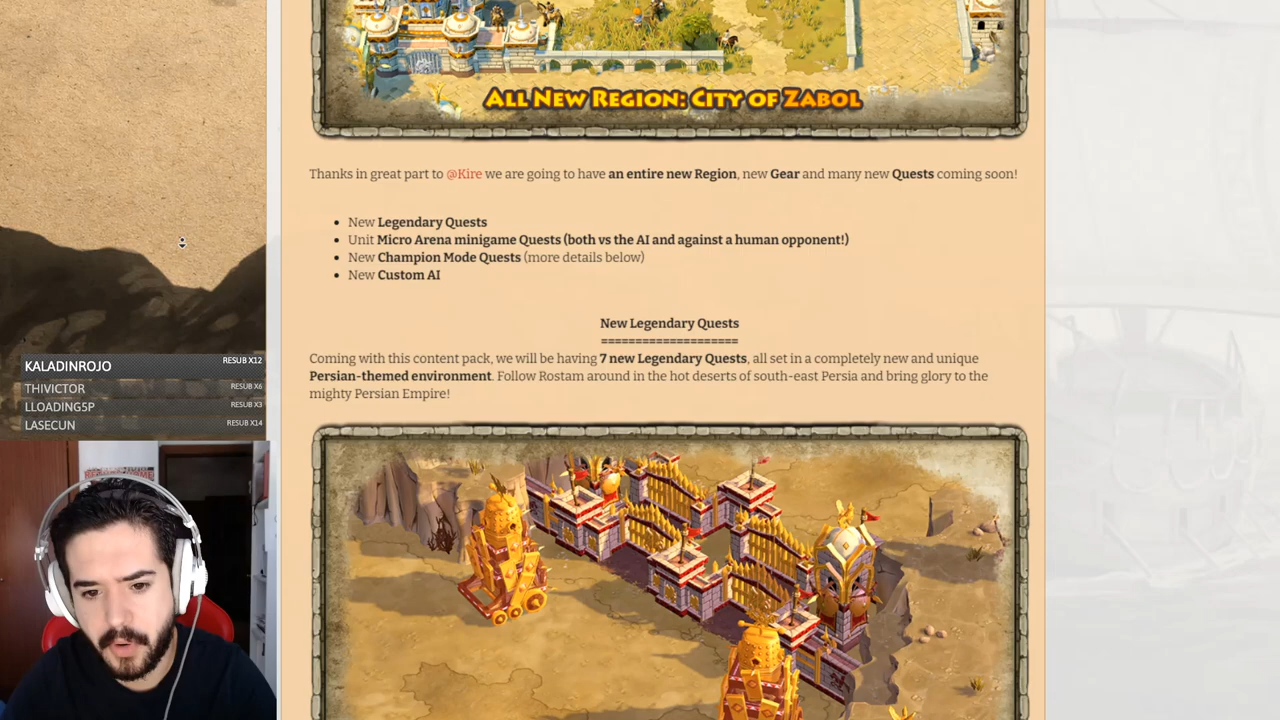 ALL NEW REGION: CITY OF ZABOL
Thanks in great part to @Kire we are going to have an entire new Region, new Gear and many new Quests coming soon!
• New Legendary Quests
• Unit Micro Arena minigame Quests (both vs the AI and against a human opponent!)
• New Champion Mode Quests (more details below)
• New Custom AI
New Legendary Quests
====================
Coming with this content pack, we will be having 7 new Legendary Quests, all set in a completely new and unique
Persian-themed environment. Follow Rostam around in the hot deserts of south-east Persia and bring glory to the
mighty Persian Empire!
KALADINROJO RESUB X12
THIVICTOR RESUB X6
LLOADING5P RESUB X3
LASECUN RESUB X14